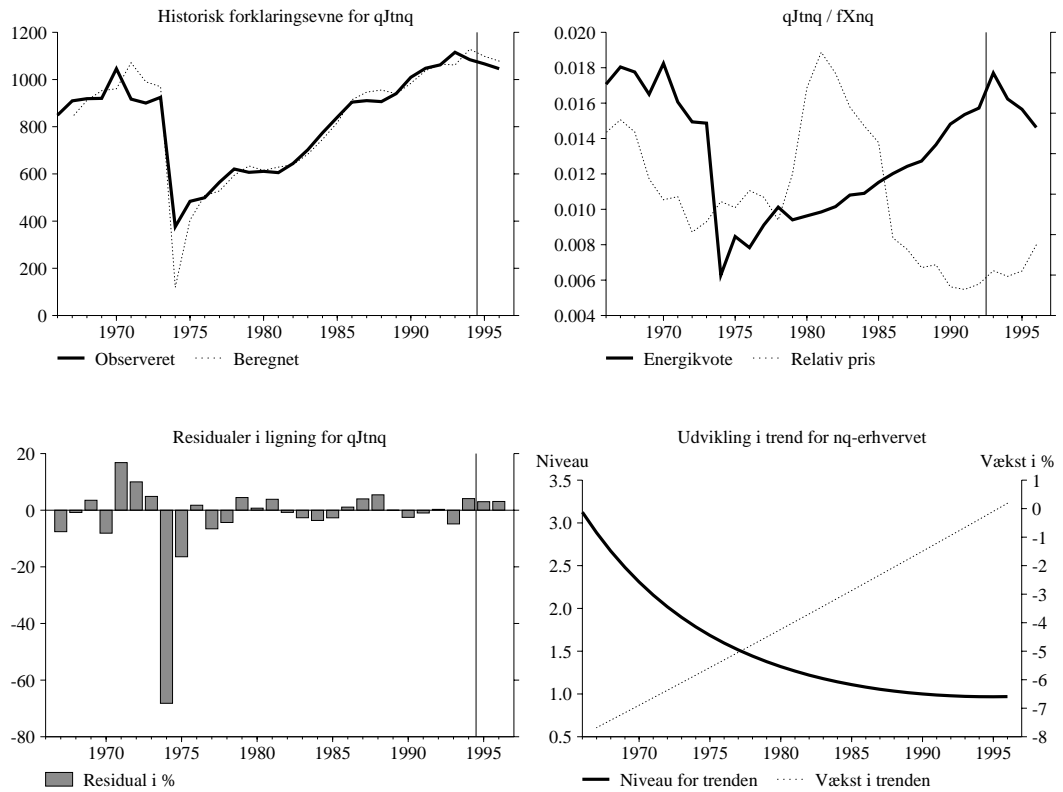 Historisk forklaringsevne for qJtnq
1200
1000
800
600
400
200
0
1970 1975 1980 1985 1990 1995
Observeret Beregnet
qJtnq / fXnq
0.020
0.018
0.016
0.014
0.012
0.010
0.008
0.006
0.004
1970 1975 1980 1985 1990 1995
Energikvote Relativ pris
Residualer i ligning for qJtnq
20
0
-20
-40
-60
-80
1970 1975 1980 1985 1990 1995
Residual i %
Udvikling i trend for nq-erhvervet
Niveau Vækst i %
3.5 1
3.0 0
2.5 -1
2.0 -2
1.5 -3
1.0 -4
0.5 -5
-6
-7
-8
1970 1975 1980 1985 1990 1995
Niveau for trenden Vækst i trenden